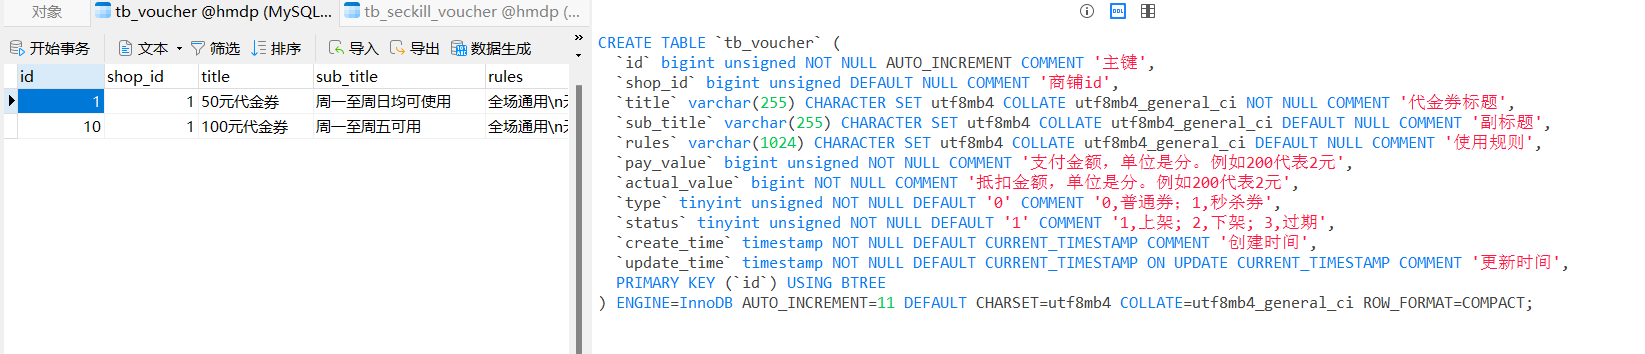 对象 tb_voucher @hmdp (MySQL... tb_seckill_voucher @hmdp (...
开始事务 文本 筛选 排序 导入 导出 数据生成 »
id shop_id title sub_title rules
1 1 50元代金券 周一至周日均可使用 全场通用\n
10 1 100元代金券 周一至周五可用 全场通用\n
DDL
CREATE TABLE `tb_voucher` (
`id` bigint unsigned NOT NULL AUTO_INCREMENT COMMENT '主键',
`shop_id` bigint unsigned DEFAULT NULL COMMENT '商铺id',
`title` varchar(255) CHARACTER SET utf8mb4 COLLATE utf8mb4_general_ci NOT NULL COMMENT '代金券标题',
`sub_title` varchar(255) CHARACTER SET utf8mb4 COLLATE utf8mb4_general_ci DEFAULT NULL COMMENT '副标题',
`rules` varchar(1024) CHARACTER SET utf8mb4 COLLATE utf8mb4_general_ci DEFAULT NULL COMMENT '使用规则',
`pay_value` bigint unsigned NOT NULL COMMENT '支付金额，单位是分。例如200代表2元',
`actual_value` bigint NOT NULL COMMENT '抵扣金额，单位是分。例如200代表2元',
`type` tinyint unsigned NOT NULL DEFAULT '0' COMMENT '0,普通券；1,秒杀券',
`status` tinyint unsigned NOT NULL DEFAULT '1' COMMENT '1,上架; 2,下架; 3,过期',
`create_time` timestamp NOT NULL DEFAULT CURRENT_TIMESTAMP COMMENT '创建时间',
`update_time` timestamp NOT NULL DEFAULT CURRENT_TIMESTAMP ON UPDATE CURRENT_TIMESTAMP COMMENT '更新时间',
PRIMARY KEY (`id`) USING BTREE
) ENGINE=InnoDB AUTO_INCREMENT=11 DEFAULT CHARSET=utf8mb4 COLLATE=utf8mb4_general_ci ROW_FORMAT=COMPACT;